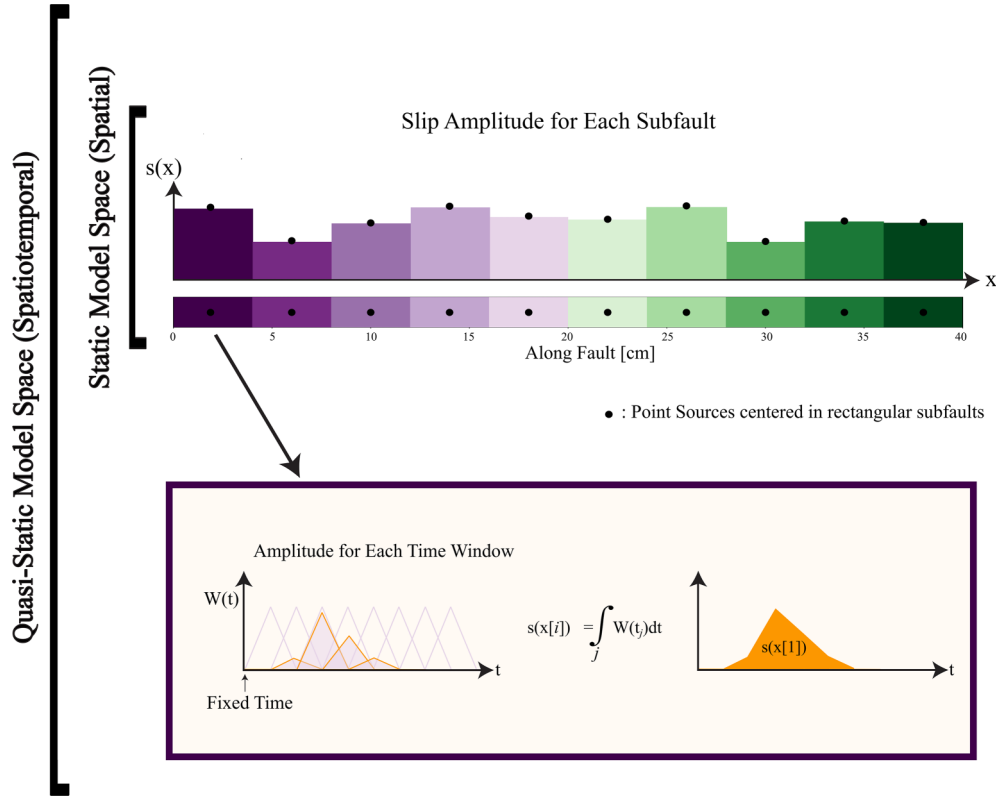 Quasi-Static Model Space (Spatiotemporal)
Static Model Space (Spatial)
Slip Amplitude for Each Subfault
s(x)
x
0 5 10 15 20 25 30 35 40
Along Fault [cm]
● : Point Sources centered in rectangular subfaults
Amplitude for Each Time Window
W(t)
t
Fixed Time
s(x[i]) =∫j W(tj)dt
s(x[1])
t